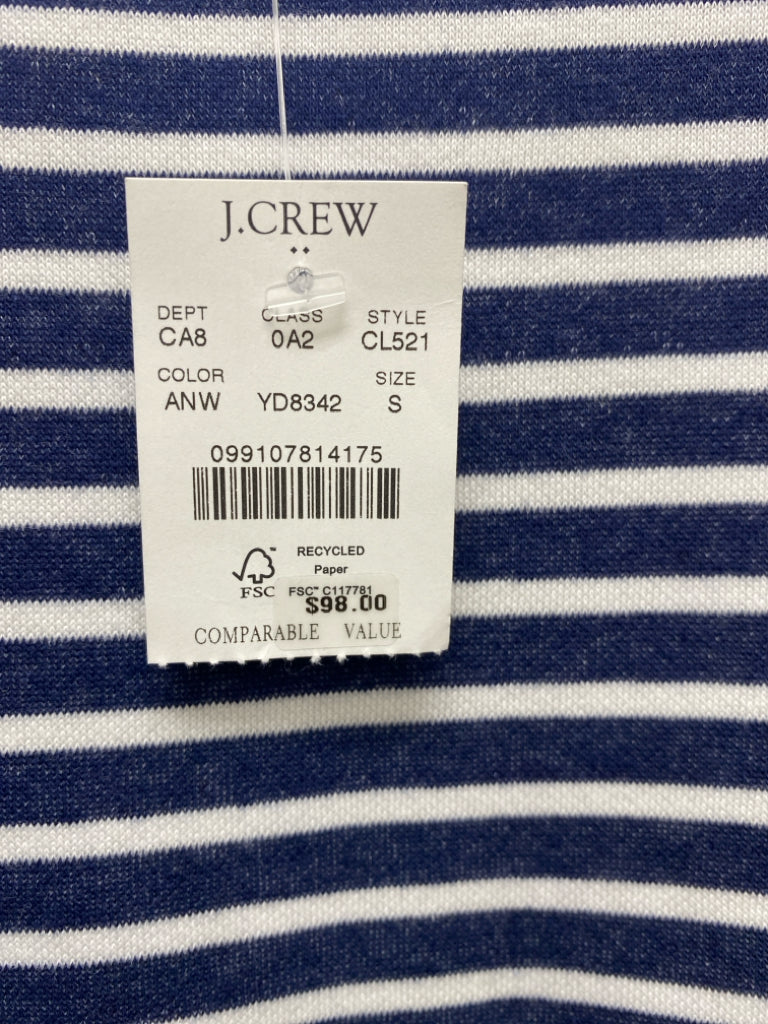 J.CREW
DEPT CLASS STYLE
CA8 0A2 CL521
COLOR SIZE
ANW YD8342 S
099107814175
RECYCLED
Paper
FSC™ C117781
FSC
$98.00
COMPARABLE VALUE